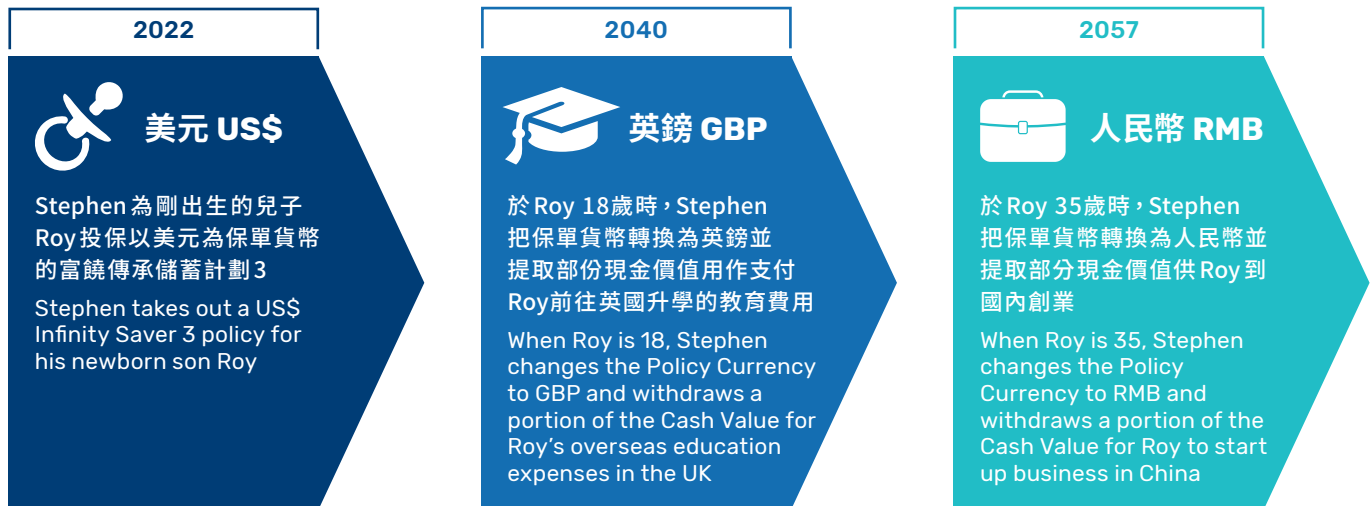 2022
美元 US$
Stephen為剛出生的兒子
Roy投保以美元為保單貨幣
的富饒傳承儲蓄計劃3
Stephen takes out a US$
Infinity Saver 3 policy for
his newborn son Roy
2040
英鎊 GBP
於Roy 18歲時，Stephen
把保單貨幣轉換為英鎊並
提取部份現金價值用作支付
Roy前往英國升學的教育費用
When Roy is 18, Stephen
changes the Policy Currency
to GBP and withdraws a
portion of the Cash Value for
Roy’s overseas education
expenses in the UK
2057
人民幣 RMB
於Roy 35歲時，Stephen
把保單貨幣轉換為人民幣並
提取部分現金價值供Roy到
國內創業
When Roy is 35, Stephen
changes the Policy
Currency to RMB and
withdraws a portion of the
Cash Value for Roy to start
up business in China